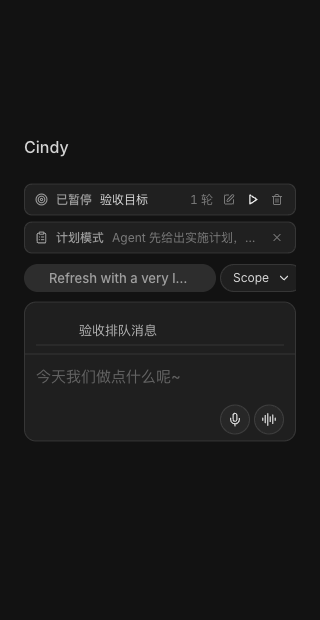 Cindy
已暂停 验收目标 1 轮
计划模式 Agent 先给出实施计划，...
Refresh with a very l... Scope
验收排队消息
今天我们做点什么呢~